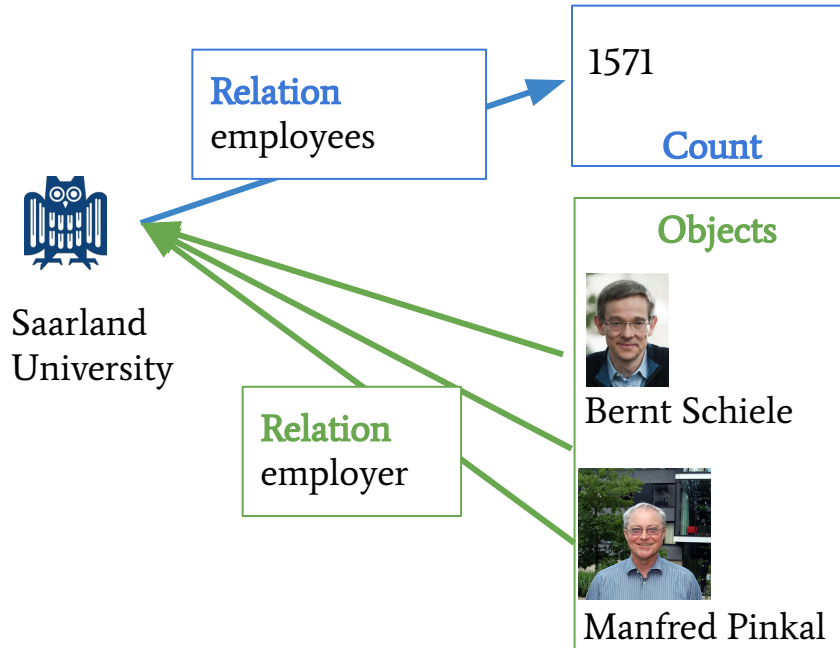 Relation
employees
1571
Count
Saarland
University
Objects
Bernt Schiele
Relation
employer
Manfred Pinkal